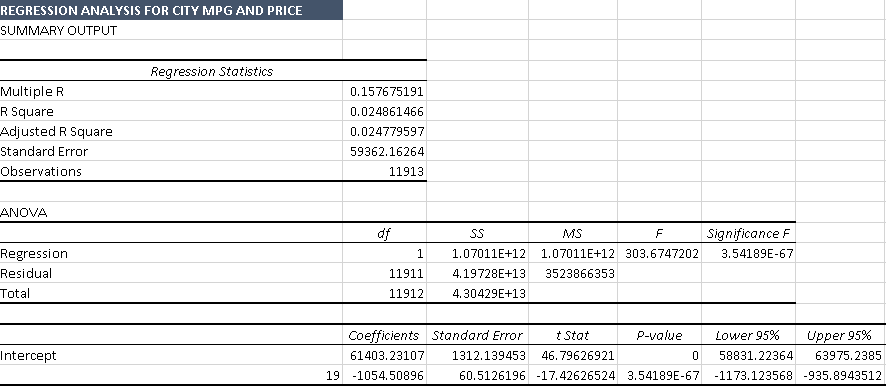 REGRESSION ANALYSIS FOR CITY MPG AND PRICE
SUMMARY OUTPUT
Regression Statistics
Multiple R 0.157675191
R Square 0.024861466
Adjusted R Square 0.024779597
Standard Error 59362.16264
Observations 11913
ANOVA
df SS MS F Significance F
Regression 1 1.07011E+12 1.07011E+12 303.6747202 3.54189E-67
Residual 11911 4.19728E+13 3523866353
Total 11912 4.30429E+13
Coefficients Standard Error t Stat P-value Lower 95% Upper 95%
Intercept 61403.23107 1312.139453 46.79626921 0 58831.22364 63975.2385
19 -1054.50896 60.5126196 -17.42626524 3.54189E-67 -1173.123568 -935.8943512